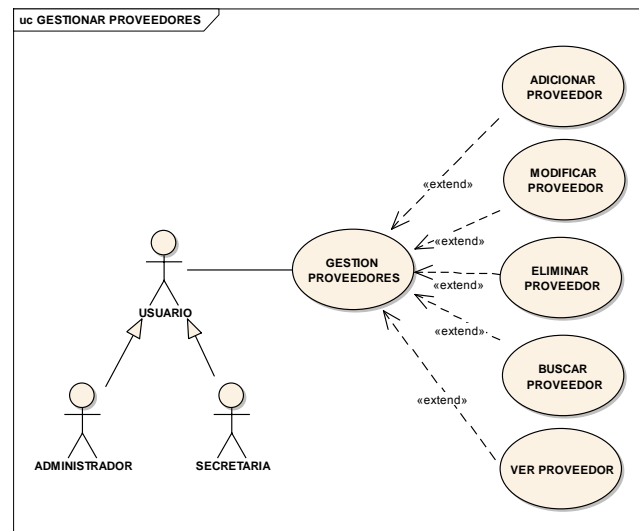 uc GESTIONAR PROVEEDORES
ADICIONAR
PROVEEDOR
«extend»
MODIFICAR
PROVEEDOR
«extend»
GESTION
PROVEEDORES
ELIMINAR
PROVEEDOR
«extend»
USUARIO
«extend»
BUSCAR
PROVEEDOR
«extend»
ADMINISTRADOR
SECRETARIA
VER PROVEEDOR